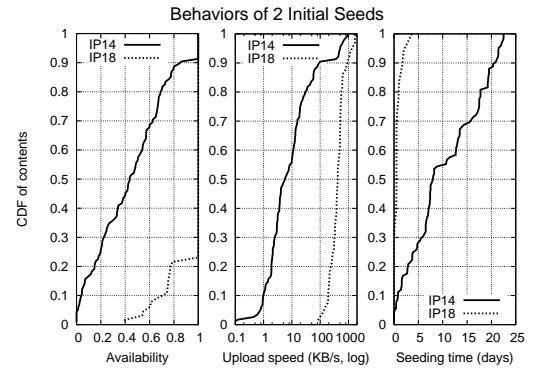 Behaviors of 2 Initial Seeds
CDF of contents
1
0.9
0.8
0.7
0.6
0.5
0.4
0.3
0.2
0.1
0
0 0.2 0.4 0.6 0.8 1
Availability
IP14
IP18
1
0.9
0.8
0.7
0.6
0.5
0.4
0.3
0.2
0.1
0
0.1 1 10 100 1000
Upload speed (KB/s, log)
IP14
IP18
1
0.9
0.8
0.7
0.6
0.5
0.4
0.3
0.2
0.1
0
0 5 10 15 20 25
Seeding time (days)
IP14
IP18